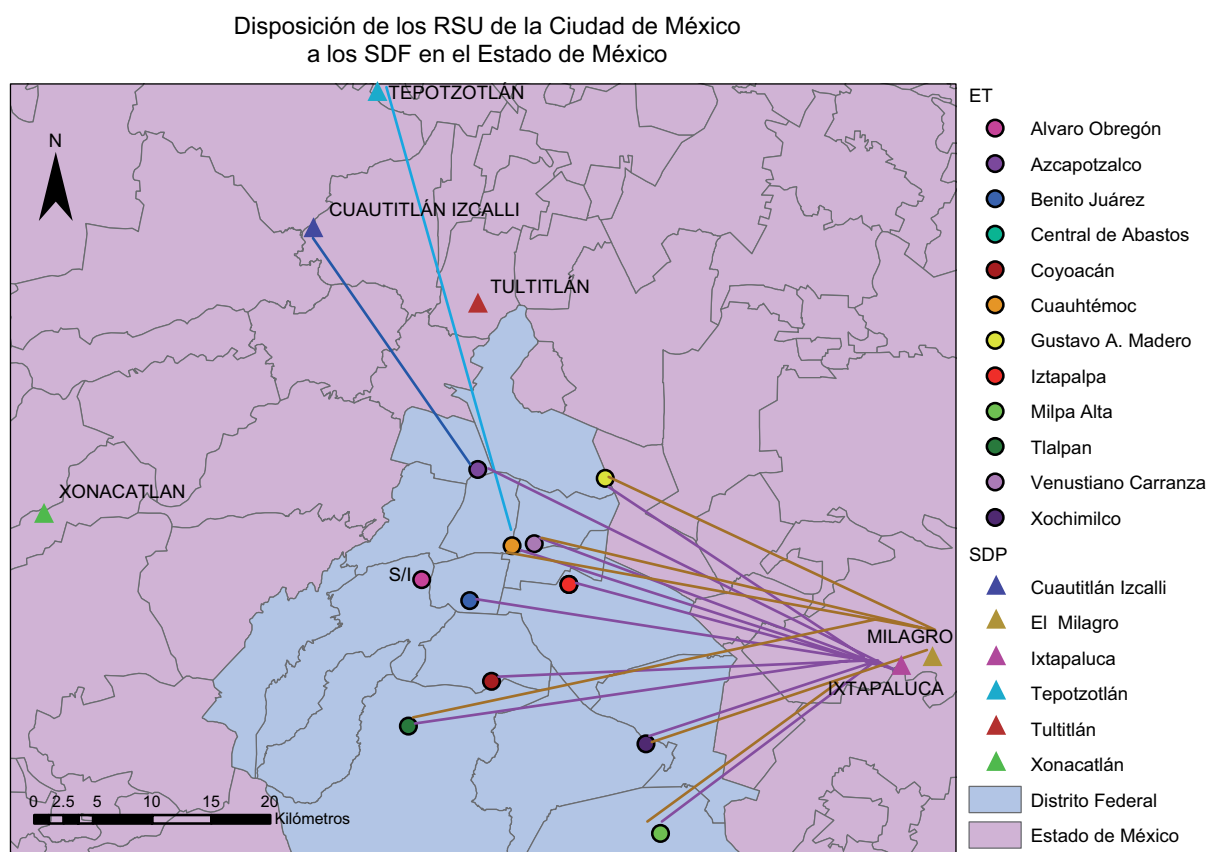 Disposición de los RSU de la Ciudad de México
a los SDF en el Estado de México
TEPOTZOTLÁN
N
CUAUTITLÁN IZCALLI
TULTITLÁN
XONACATLAN
S/I
MILAGRO
IXTAPALUCA
0 2.5 5 10 15 20
Kilómetros
ET
Alvaro Obregón
Azcapotzalco
Benito Juárez
Central de Abastos
Coyoacán
Cuauhtémoc
Gustavo A. Madero
Iztapalpa
Milpa Alta
Tlalpan
Venustiano Carranza
Xochimilco
SDP
Cuautitlán Izcalli
El Milagro
Ixtapaluca
Tepotzotlán
Tultitlán
Xonacatlán
Distrito Federal
Estado de México